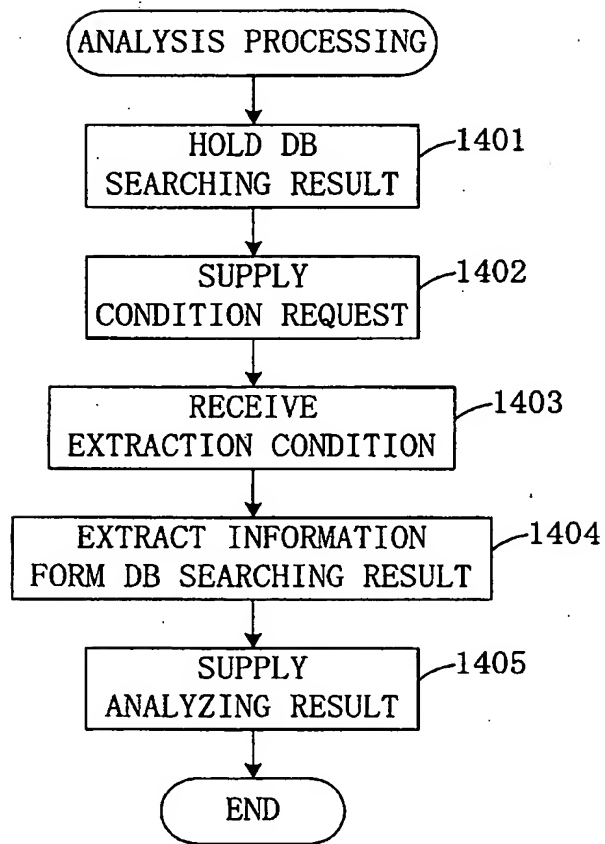 ANALYSIS PROCESSING
HOLD DB
SEARCHING RESULT
1401
SUPPLY
CONDITION REQUEST
1402
RECEIVE
EXTRACTION CONDITION
1403
EXTRACT INFORMATION
FORM DB SEARCHING RESULT
1404
SUPPLY
ANALYZING RESULT
1405
END